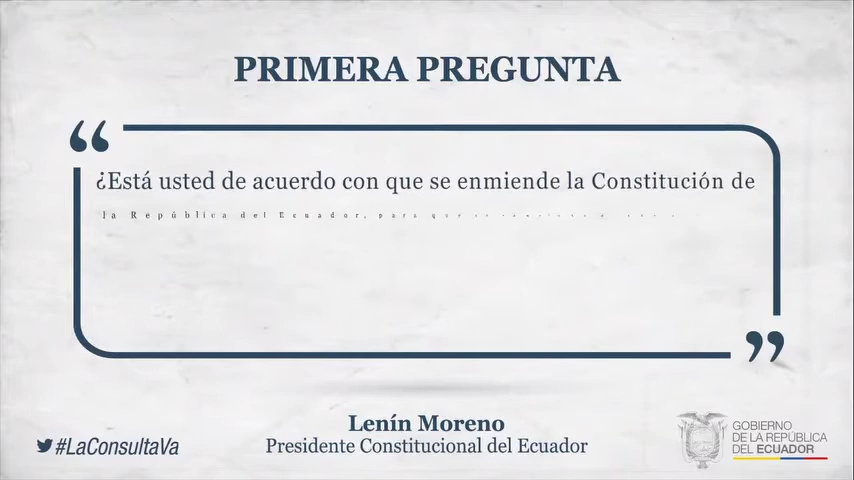 PRIMERA PREGUNTA
“
¿Está usted de acuerdo con que se enmiende la Constitución de
la República del Ecuador, para que
”
Lenín Moreno
Presidente Constitucional del Ecuador
#LaConsultaVa
GOBIERNO
DE LA REPÚBLICA
DEL ECUADOR